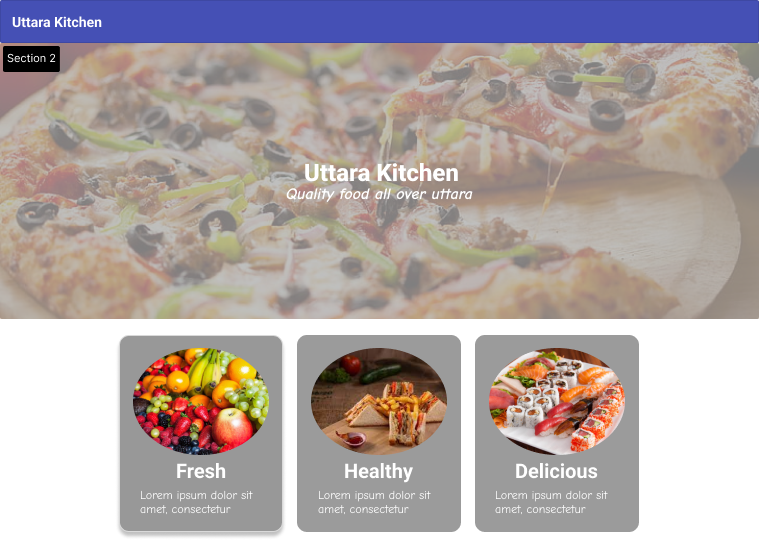 Uttara Kitchen
Section 2
Uttara Kitchen
Quality food all over uttara
Fresh
Lorem ipsum dolor sit
amet, consectetur
Healthy
Lorem ipsum dolor sit
amet, consectetur
Delicious
Lorem ipsum dolor sit
amet, consectetur